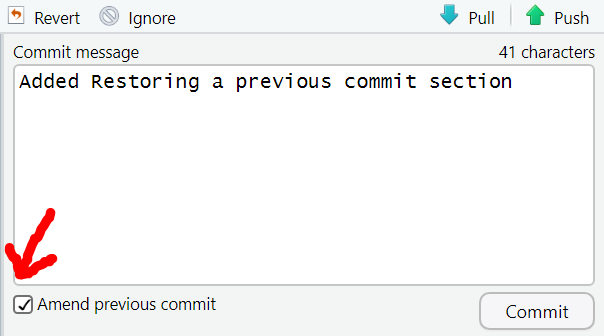 Revert Ignore Pull Push
Commit message 41 characters
Added Restoring a previous commit section
Amend previous commit
Commit